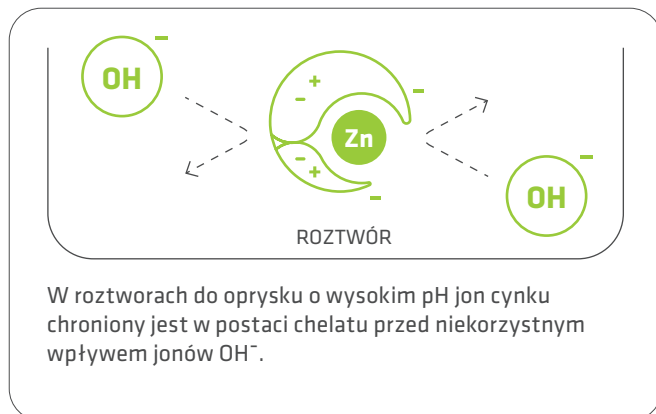 OH⁻
+
−
Zn
−
−
+
−
OH⁻
ROZTWÓR
W roztworach do oprysku o wysokim pH jon cynku
chroniony jest w postaci chelatu przed niekorzystnym
wpływem jonów OH⁻.